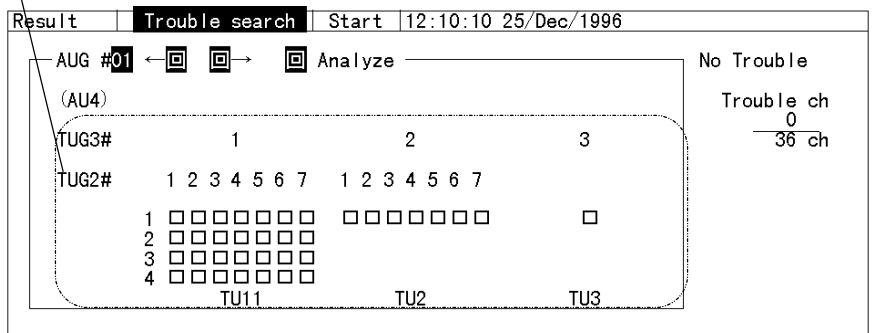 Result Trouble search Start 12:10:10 25/Dec/1996
AUG #01 ← → Analyze No Trouble
(AU4) Trouble ch
0
TUG3# 1 2 3 36 ch
TUG2# 1 2 3 4 5 6 7 1 2 3 4 5 6 7
1
2
3
4
TU11 TU2 TU3